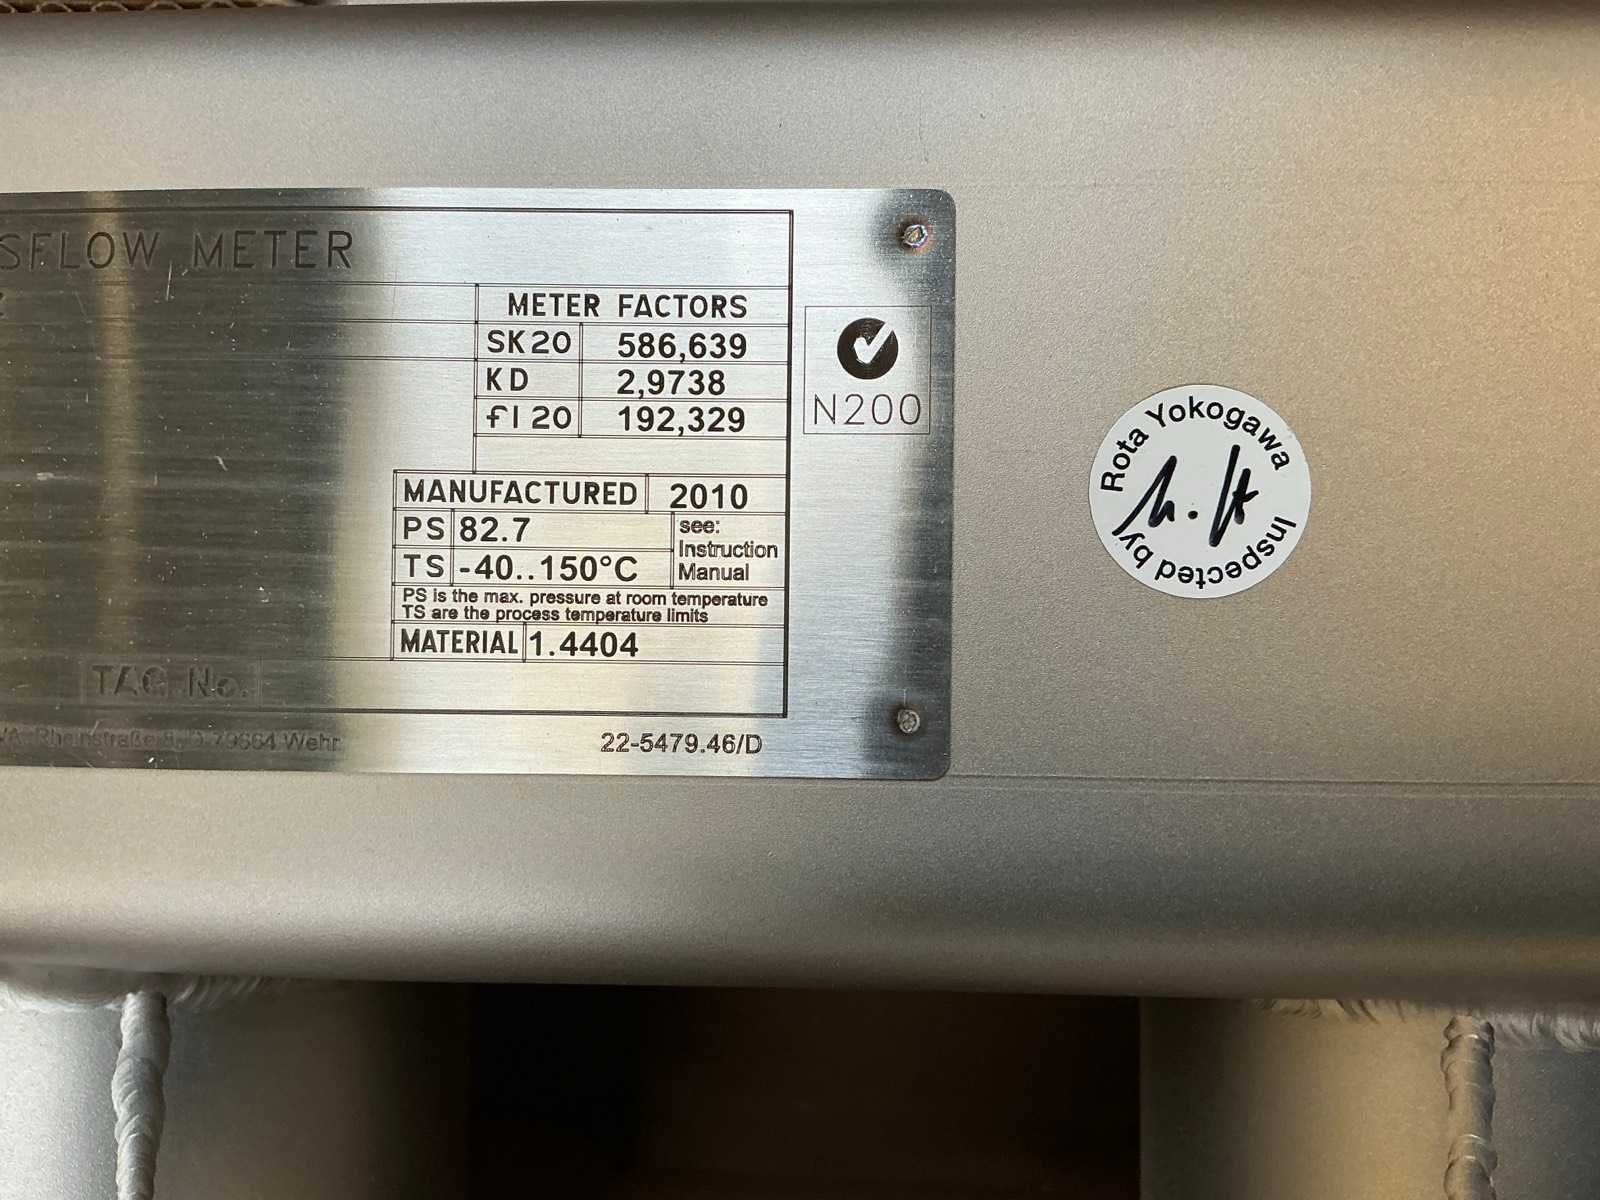 SFLOW METER
METER FACTORS
SK20 586,639
KD 2,9738
fl20 192,329
N200
MANUFACTURED 2010
PS 82.7
TS -40..150°C
see:
Instruction
Manual
PS is the max. pressure at room temperature
TS are the process temperature limits
MATERIAL 1.4404
TAG No.
Rheinstraße 79664 Wehr
22-5479.46/D
Rota Yokogawa
Inspected by